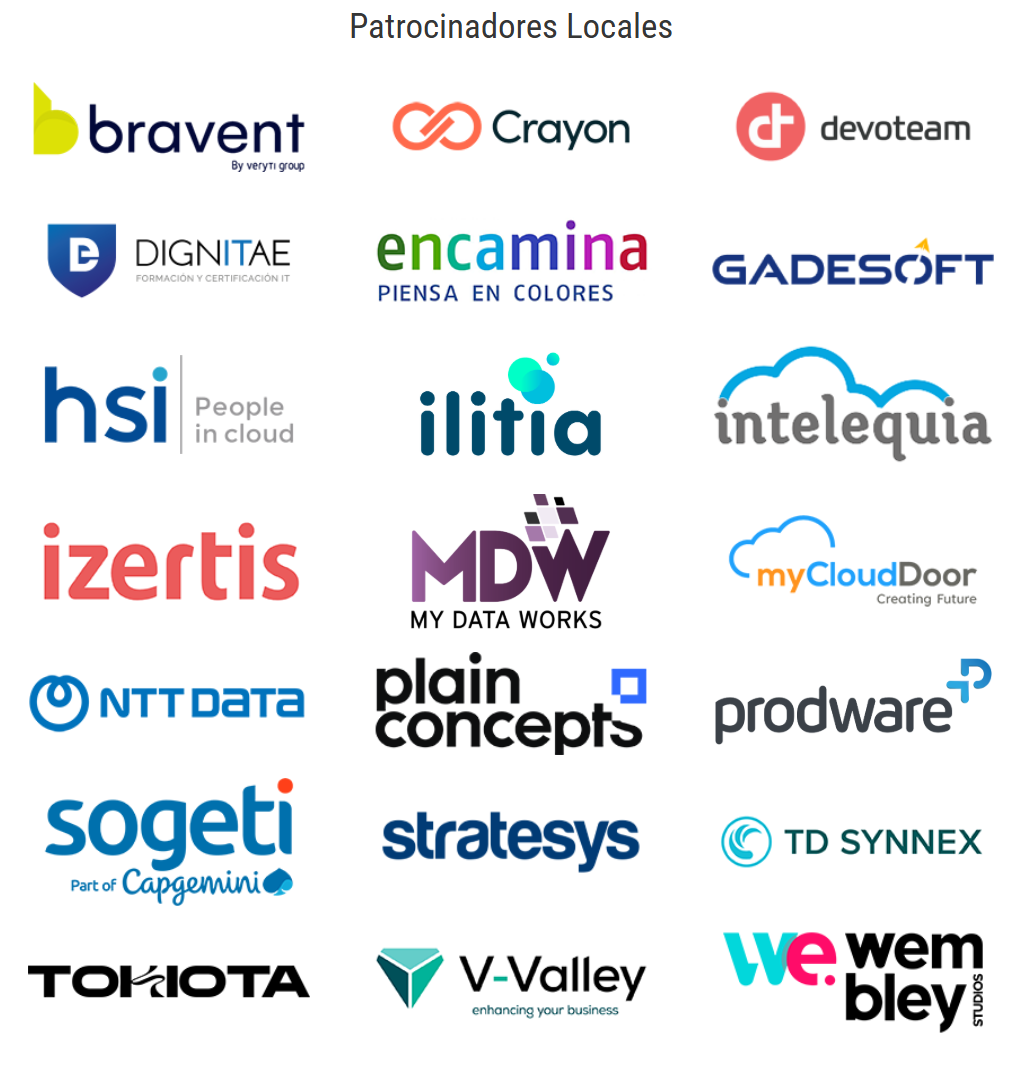 Patrocinadores Locales
bravent
By veryti group
Crayon
dt devoteam
DIGNITAE
FORMACIÓN Y CERTIFICACIÓN IT
encamina
PIENSA EN COLORES
GADESOFT
hsi
People
in cloud
ilitia
intelequia
izertis
MDW
MY DATA WORKS
myCloudDoor
Creating Future
NTT DATA
plain
concepts
prodware
sogeti
Part of Capgemini
stratesys
TD SYNNEX
TOKIOTA
V-Valley
enhancing your business
we.
wem
bley
STUDIOS